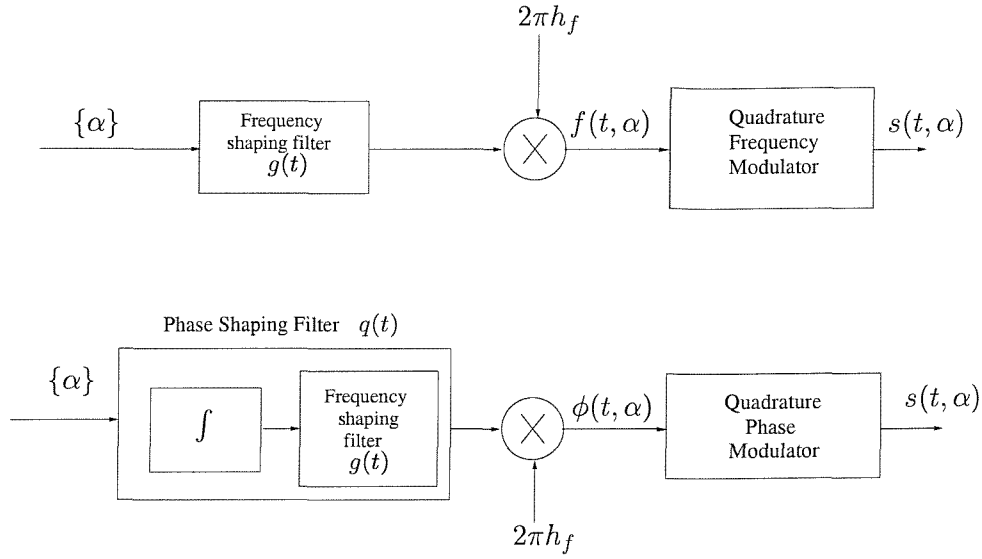 2πh_f
{α}
Frequency
shaping filter
g(t)
f(t, α)
Quadrature
Frequency
Modulator
s(t, α)
Phase Shaping Filter q(t)
{α}
∫
Frequency
shaping
filter
g(t)
ϕ(t, α)
Quadrature
Phase
Modulator
s(t, α)
2πh_f